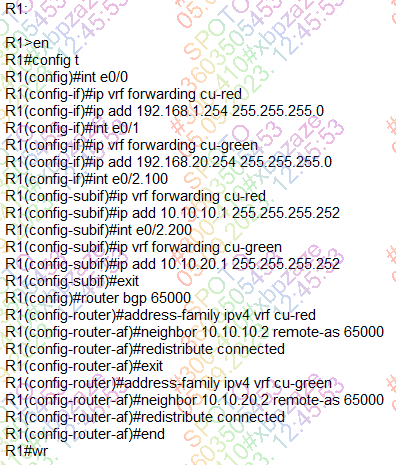 R1:
R1>en
R1#config t
R1(config)#int e0/0
R1(config-if)#ip vrf forwarding cu-red
R1(config-if)#ip add 192.168.1.254 255.255.255.0
R1(config-if)#int e0/1
R1(config-if)#ip vrf forwarding cu-green
R1(config-if)#ip add 192.168.20.254 255.255.255.0
R1(config-if)#int e0/2.100
R1(config-subif)#ip vrf forwarding cu-red
R1(config-subif)#ip add 10.10.10.1 255.255.255.252
R1(config-subif)#int e0/2.200
R1(config-subif)#ip vrf forwarding cu-green
R1(config-subif)#ip add 10.10.20.1 255.255.255.252
R1(config-subif)#exit
R1(config)#router bgp 65000
R1(config-router)#address-family ipv4 vrf cu-red
R1(config-router-af)#neighbor 10.10.10.2 remote-as 65000
R1(config-router-af)#redistribute connected
R1(config-router-af)#exit
R1(config-router-af)#address-family ipv4 vrf cu-green
R1(config-router-af)#neighbor 10.10.20.2 remote-as 65000
R1(config-router-af)#redistribute connected
R1(config-router-af)#end
R1#wr